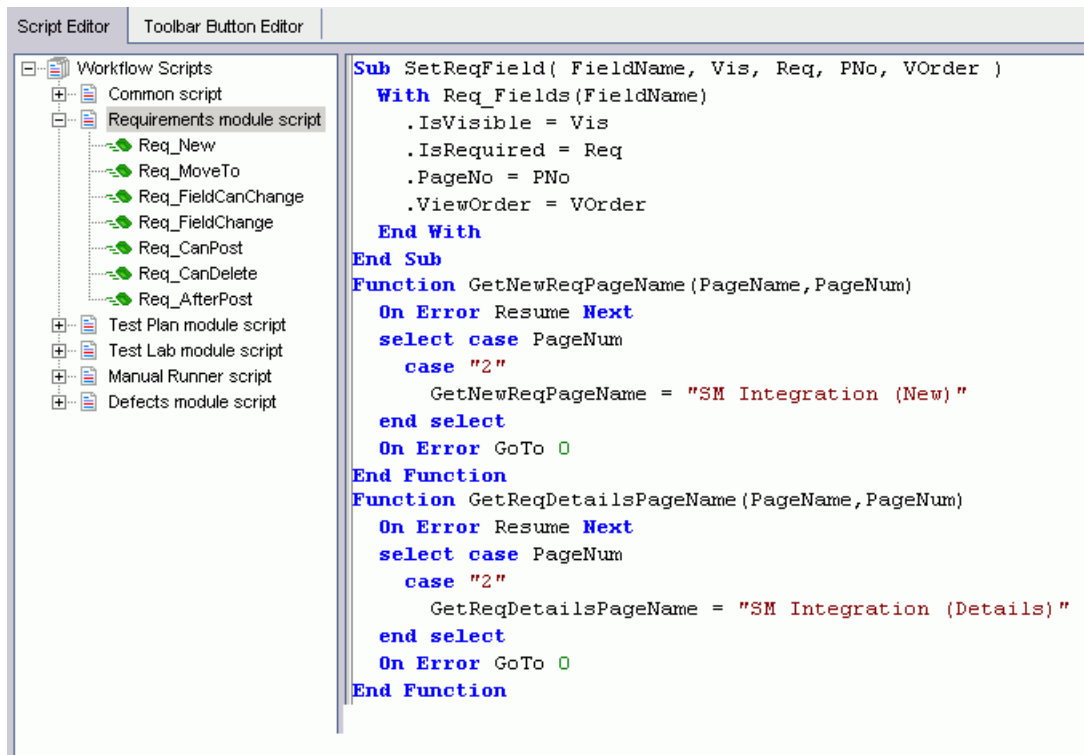 Script Editor
Toolbar Button Editor
Workflow Scripts
Common script
Requirements module script
Req_New
Req_MoveTo
Req_FieldCanChange
Req_FieldChange
Req_CanPost
Req_CanDelete
Req_AfterPost
Test Plan module script
Test Lab module script
Manual Runner script
Defects module script
Sub SetReqField( FieldName, Vis, Req, PNo, VOrder )
  With Req_Fields(FieldName)
    .IsVisible = Vis
    .IsRequired = Req
    .PageNo = PNo
    .ViewOrder = VOrder
  End With
End Sub
Function GetNewReqPageName(PageName,PageNum)
  On Error Resume Next
  select case PageNum
    case "2"
      GetNewReqPageName = "SM Integration (New)"
  end select
  On Error GoTo 0
End Function
Function GetReqDetailsPageName(PageName,PageNum)
  On Error Resume Next
  select case PageNum
    case "2"
      GetReqDetailsPageName = "SM Integration (Details)"
  end select
  On Error GoTo 0
End Function